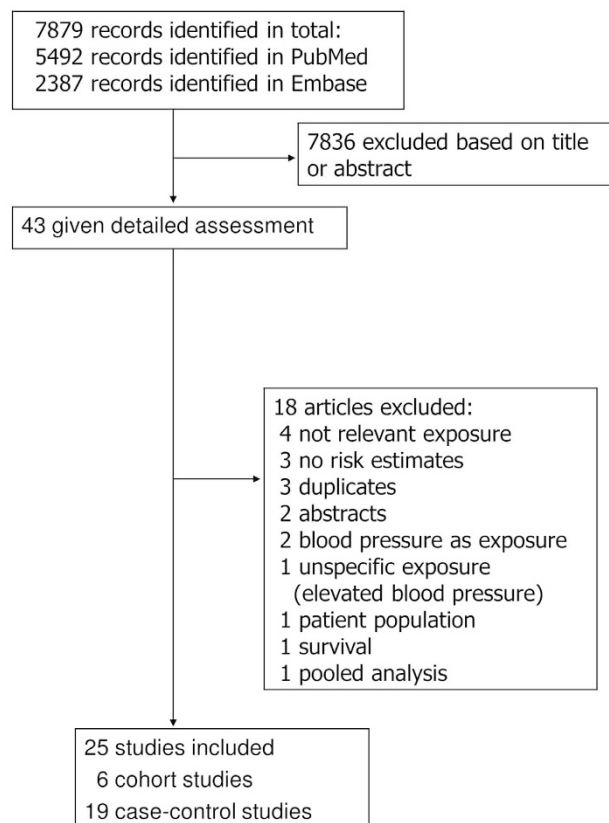 7879 records identified in total:
5492 records identified in PubMed
2387 records identified in Embase
7836 excluded based on title
or abstract
43 given detailed assessment
18 articles excluded:
4 not relevant exposure
3 no risk estimates
3 duplicates
2 abstracts
2 blood pressure as exposure
1 unspecific exposure
(elevated blood pressure)
1 patient population
1 survival
1 pooled analysis
25 studies included
6 cohort studies
19 case-control studies